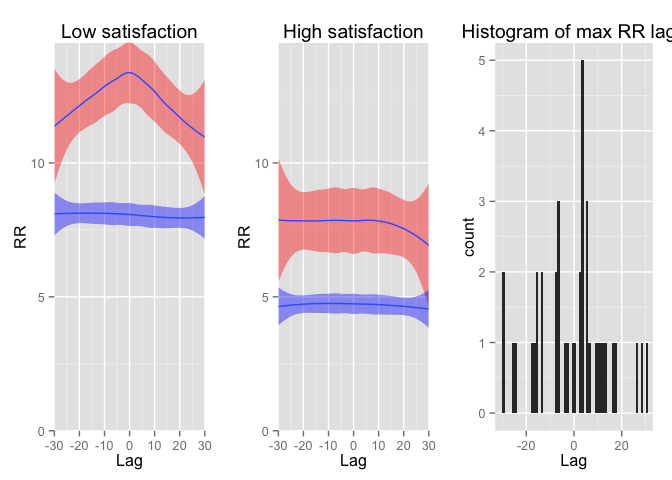 Low satisfaction
High satisfaction
Histogram of max RR lag
RR
10
5
0
-30 -20 -10 0 10 20 30
Lag
RR
10
5
0
-30 -20 -10 0 10 20 30
Lag
count
5
4
3
2
1
0
-20 0 20
Lag